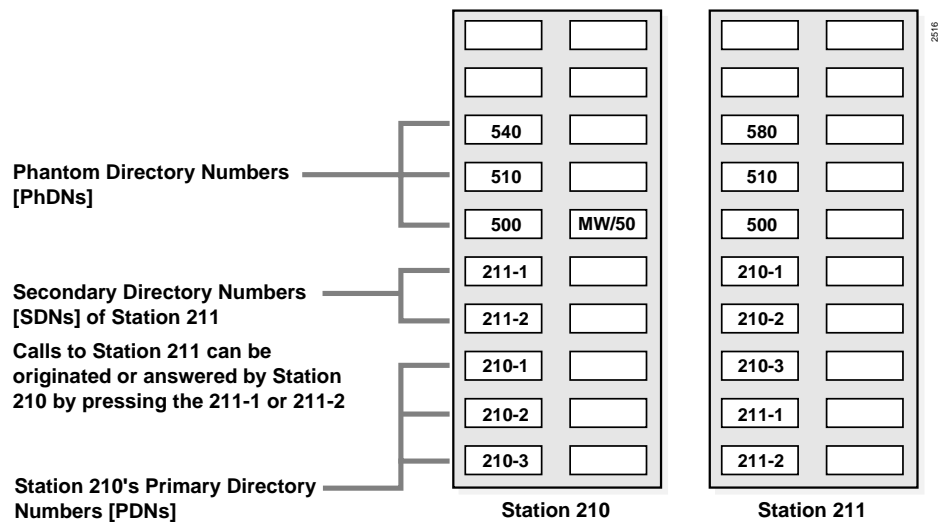 2516
Phantom Directory Numbers
[PhDNs]
Secondary Directory Numbers
[SDNs] of Station 211
Calls to Station 211 can be
originated or answered by Station
210 by pressing the 211-1 or 211-2
Station 210's Primary Directory
Numbers [PDNs]
540
510
500 MW/50
211-1
211-2
210-1
210-2
210-3
Station 210
580
510
500
210-1
210-2
210-3
211-1
211-2
Station 211